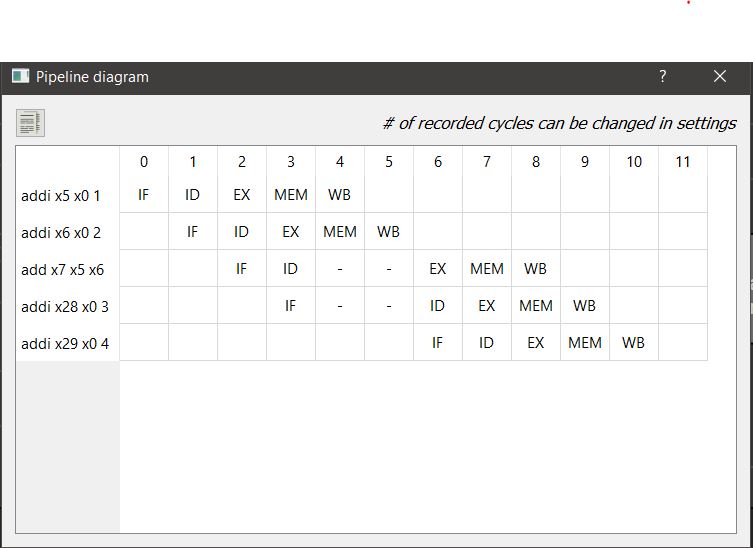 Pipeline diagram ?
# of recorded cycles can be changed in settings
0 1 2 3 4 5 6 7 8 9 10 11
addi x5 x0 1 IF ID EX MEM WB
addi x6 x0 2 IF ID EX MEM WB
add x7 x5 x6 IF ID - - EX MEM WB
addi x28 x0 3 IF - - ID EX MEM WB
addi x29 x0 4 IF ID EX MEM WB